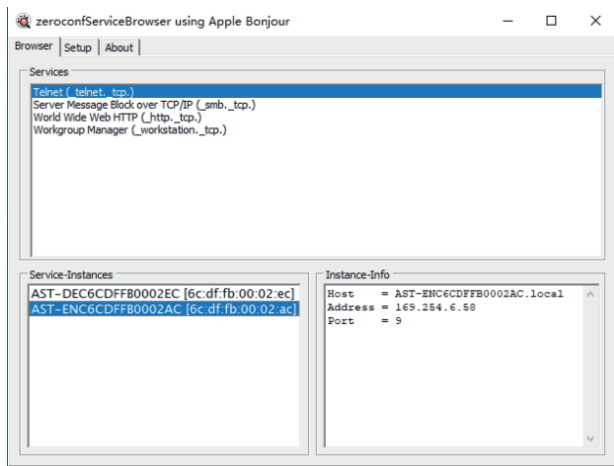 zeroconfServiceBrowser using Apple Bonjour
Browser Setup About
Services
Telnet (_telnet._tcp.)
Server Message Block over TCP/IP (_smb._tcp.)
World Wide Web HTTP (_http._tcp.)
Workgroup Manager (_workstation._tcp.)
Service-Instances
AST-DEC6CDFFB0002EC [6c:df:fb:00:02:ec]
AST-ENC6CDFFB0002AC [6c:df:fb:00:02:ac]
Instance-Info
Host = AST-ENC6CDFFB0002AC.local
Address = 169.254.6.58
Port = 9